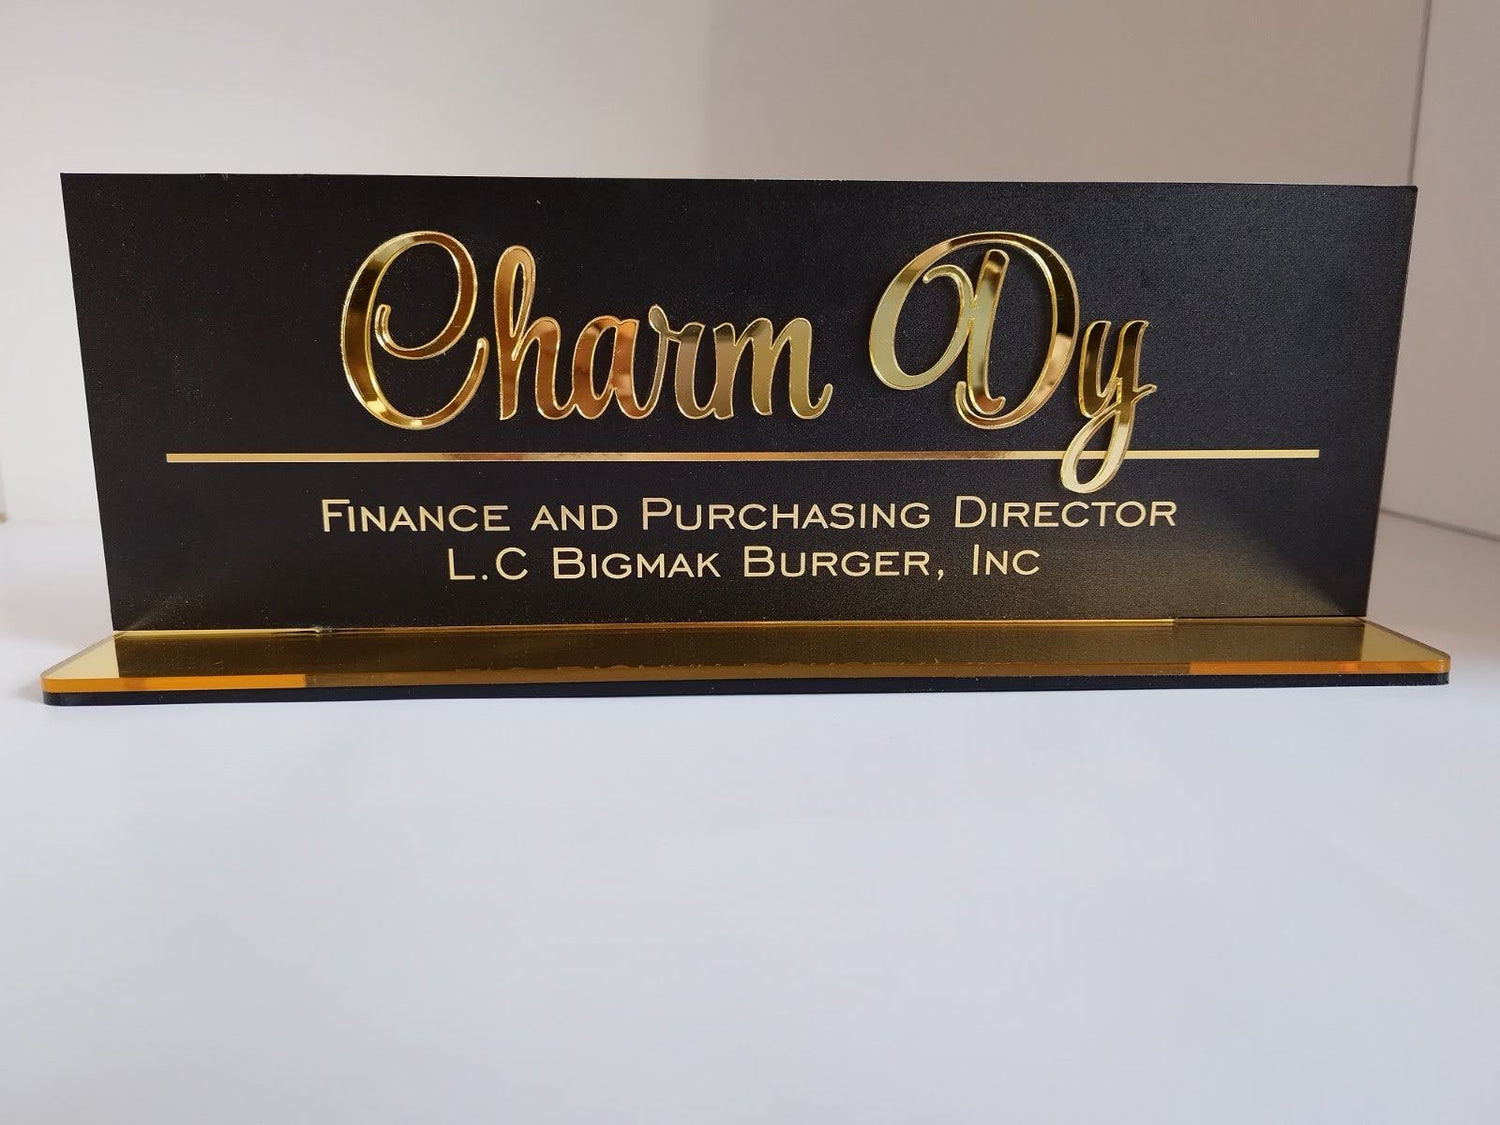 Charm Dy
FINANCE AND PURCHASING DIRECTOR
L.C BIGMAK BURGER, INC